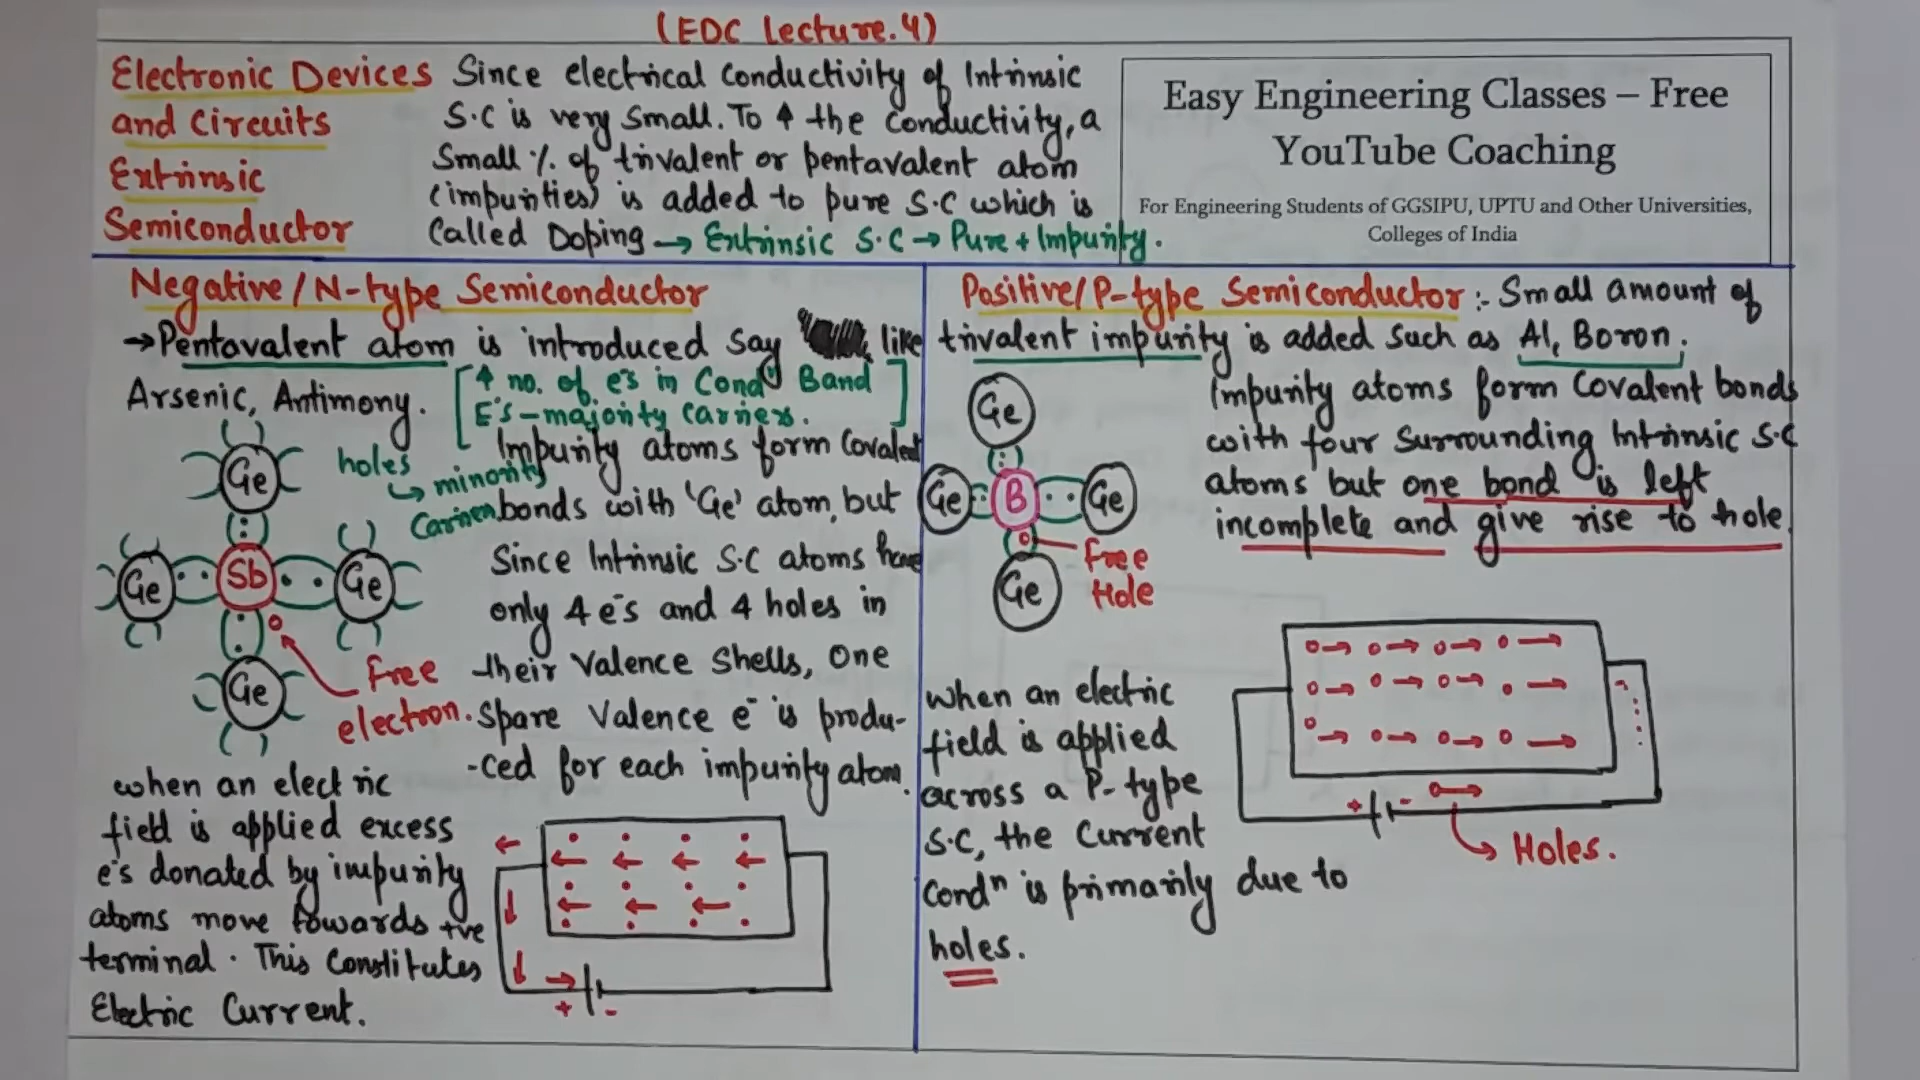 (EDC Lecture.4)
Electronic Devices
and Circuits
Extrinsic
Semiconductor
Since electrical conductivity of Intrinsic
S.C is very small. To ↑ the conductivity, a
Small % of trivalent or pentavalent atom
(impurities) is added to pure S.C which is
Called Doping → Extrinsic S.C → Pure + Impurity.
Easy Engineering Classes – Free
YouTube Coaching
For Engineering Students of GGSIPU, UPTU and Other Universities,
Colleges of India
Negative/N-type Semiconductor
→ Pentavalent atom is introduced say like
Arsenic, Antimony.
[↑ no. of e⁻s in Condⁿ Band
E⁻s – majority carriers.]
holes
↳ minority
Carriers
Impurity atoms form Covalent
bonds with 'Ge' atom, but
Since Intrinsic S.C atoms have
only 4 e⁻s and 4 holes in
their Valence Shells, One
Spare Valence e⁻ is produ-
-ced for each impurity atom.
Ge
Ge
Sb
Ge
Ge
Free
electron.
when an electric
field is applied excess
e⁻s donated by impurity
atoms move towards +ve
terminal. This Constitutes
Electric Current.
+ -
Positive/P-type Semiconductor :- Small amount of
trivalent impurity is added such as Al, Boron.
Impurity atoms form Covalent bonds
with four Surrounding Intrinsic S.C
atoms but one bond is left
incomplete and give rise to hole.
Ge
Ge
B
Ge
Ge
Free
Hole
when an electric
field is applied
across a P-type
S.C, the Current
Condⁿ is primarily due to
holes.
+ -
Holes.